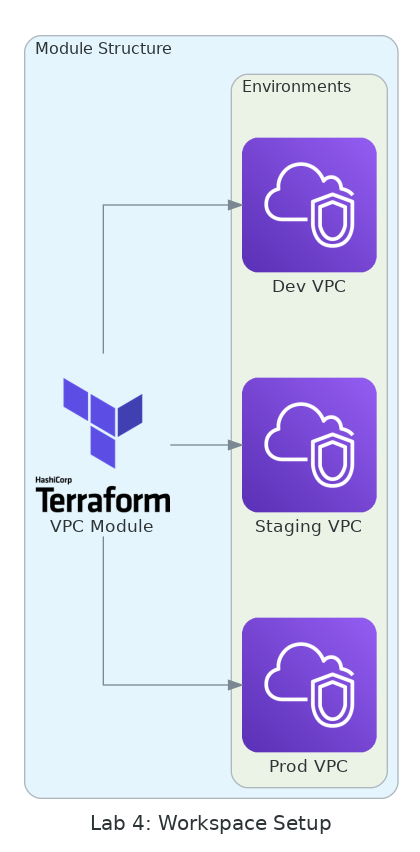 Module Structure
Environments
Dev VPC
HashiCorp
Terraform
VPC Module
Staging VPC
Prod VPC
Lab 4: Workspace Setup